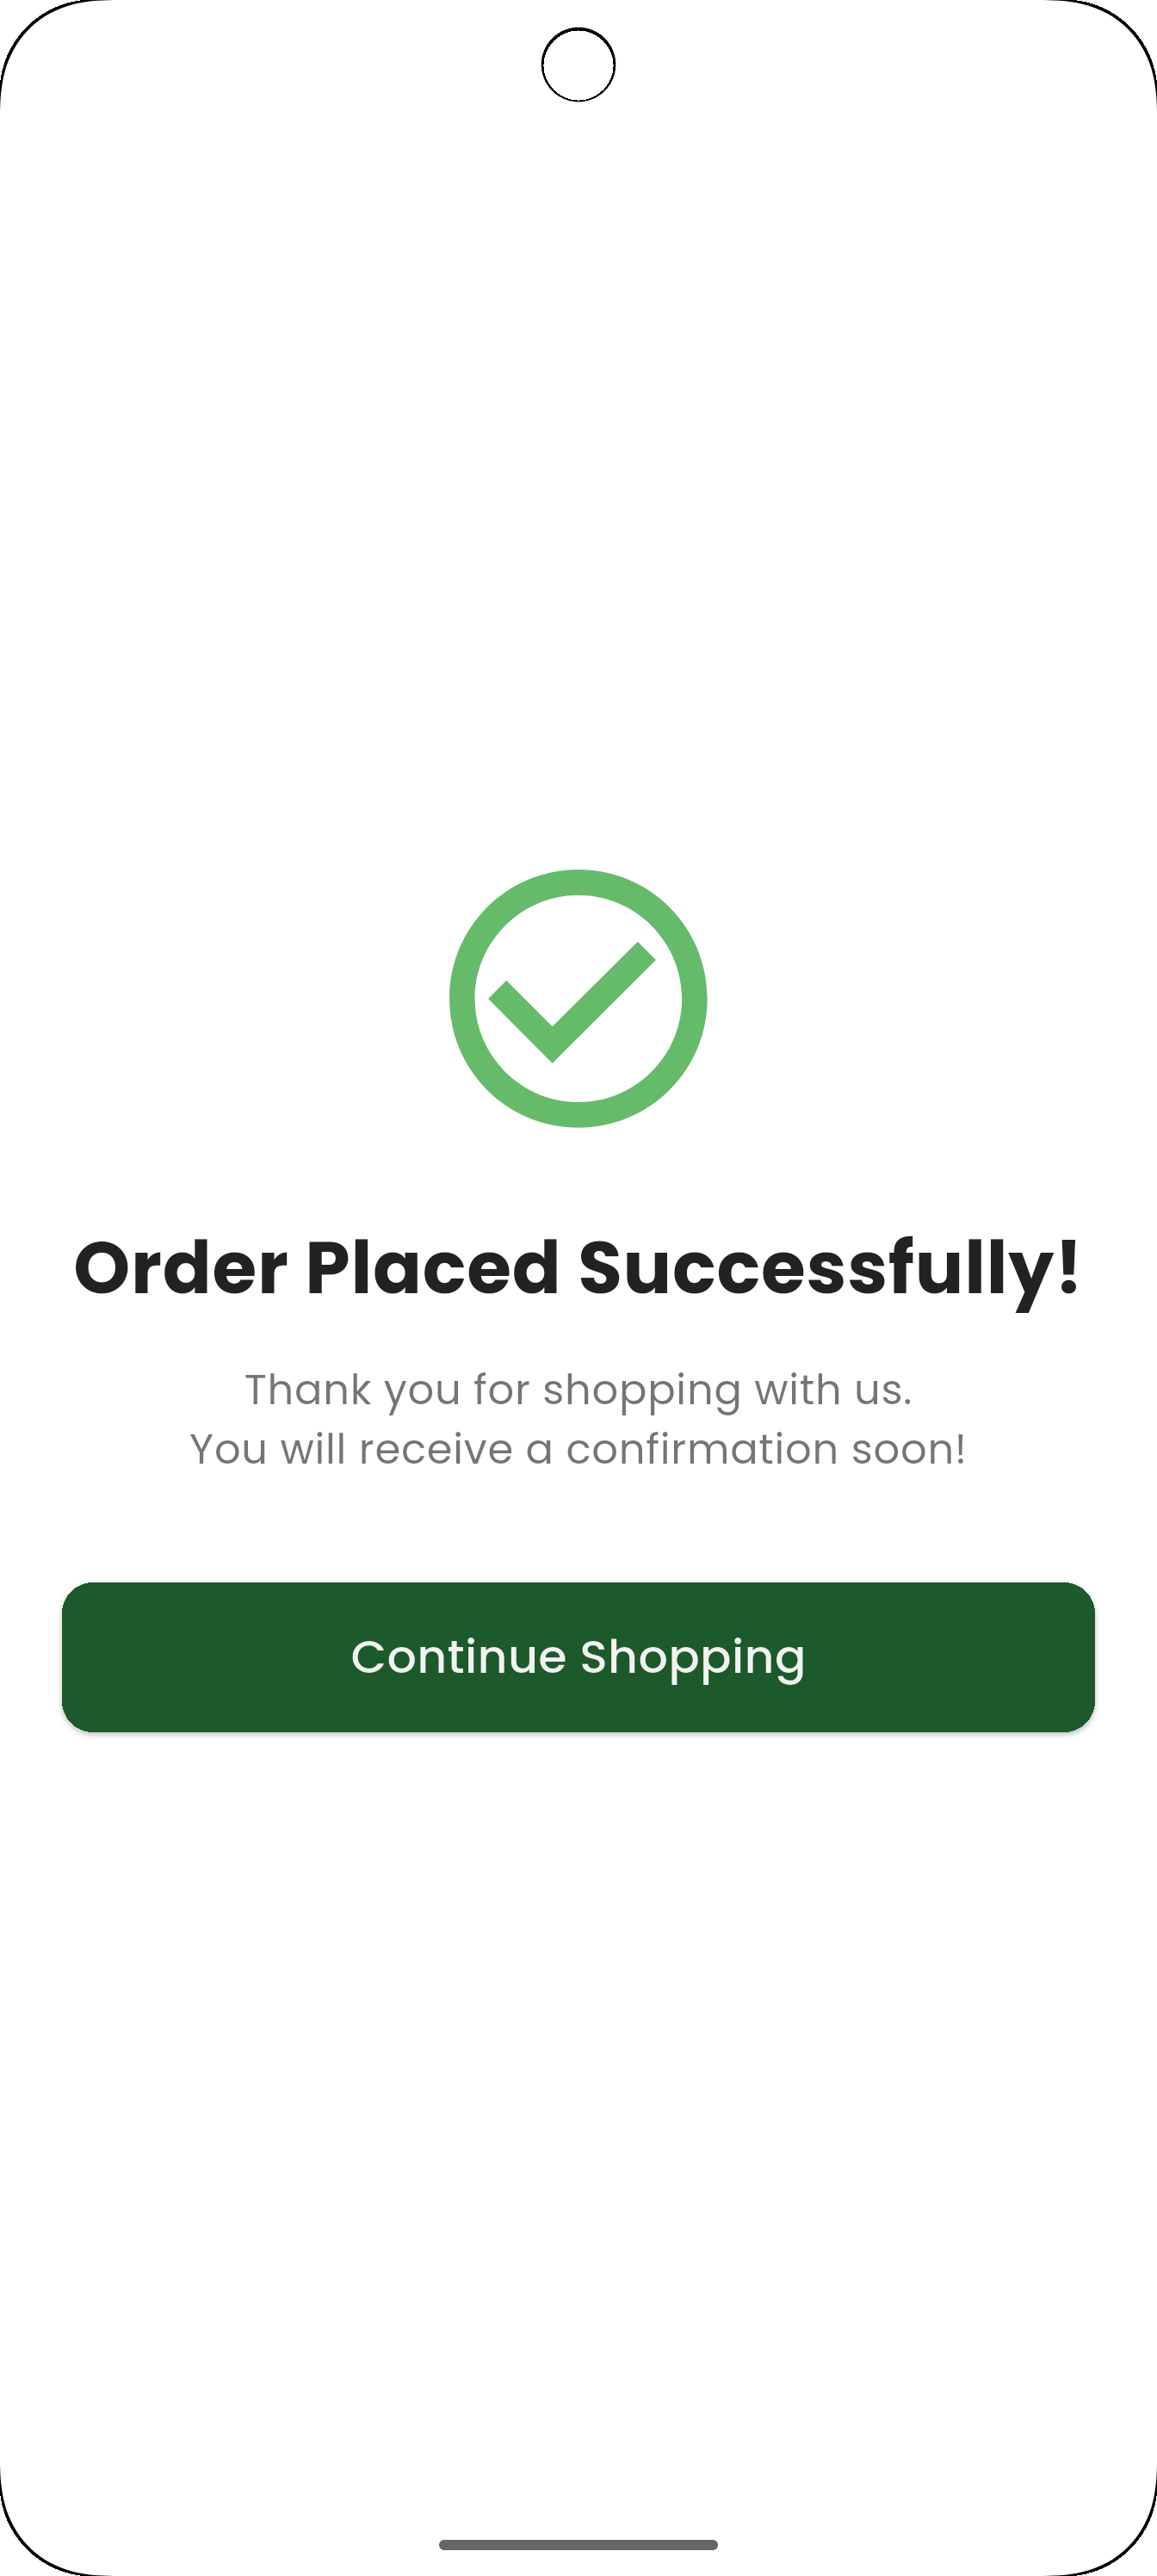 Order Placed Successfully!
Thank you for shopping with us.
You will receive a confirmation soon!
Continue Shopping